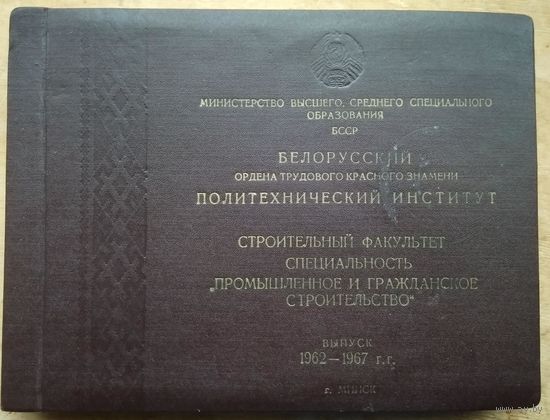 МИНИСТЕРСТВО ВЫСШЕГО, СРЕДНЕГО СПЕЦИАЛЬНОГО
ОБРАЗОВАНИЯ
БССР
БЕЛОРУССКИЙ
ОРДЕНА ТРУДОВОГО КРАСНОГО ЗНАМЕНИ
ПОЛИТЕХНИЧЕСКИЙ ИНСТИТУТ
СТРОИТЕЛЬНЫЙ ФАКУЛЬТЕТ
СПЕЦИАЛЬНОСТЬ
„ПРОМЫШЛЕННОЕ И ГРАЖДАНСКОЕ
СТРОИТЕЛЬСТВО"
ВЫПУСК
1962—1967 г.г.
г. МИНСК